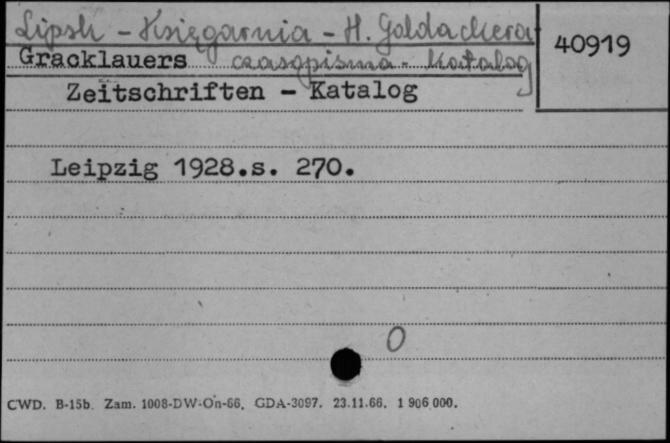 Lipsk - Księgarnia - H. Goldackera
40919
Gracklauers czasopisma - Katalog
Zeitschriften - Katalog
Leipzig 1928.s. 270.
0
CWD. B-15b. Zam. 1008-DW-On-66. GDA-3097. 23.11.66. 1 906 000.